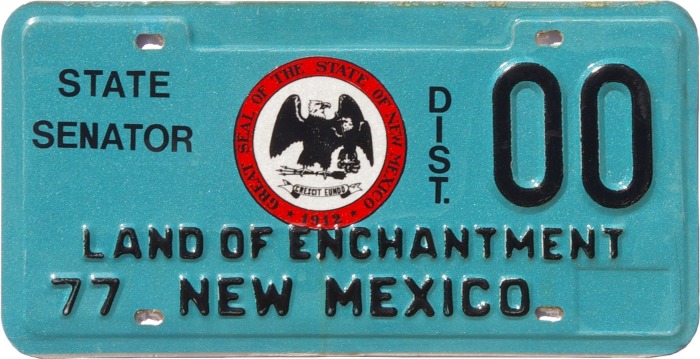 STATE
SENATOR
GREAT SEAL OF THE STATE OF NEW MEXICO
CRESCIT EUNDO
★ 1912 ★
DIST.
00
LAND OF ENCHANTMENT
77 NEW MEXICO